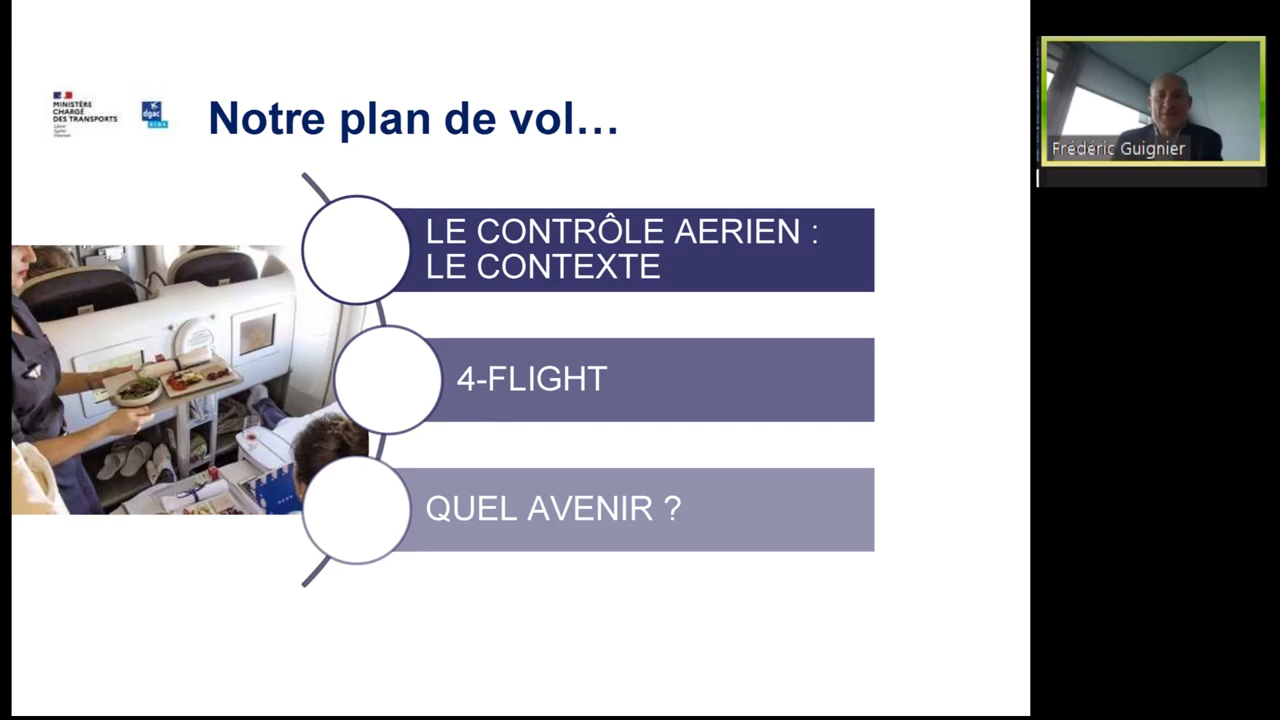 MINISTÈRE
CHARGÉ
DES TRANSPORTS
dgac
Notre plan de vol…
LE CONTRÔLE AERIEN :
LE CONTEXTE
4-FLIGHT
QUEL AVENIR ?
Frédéric Guignier